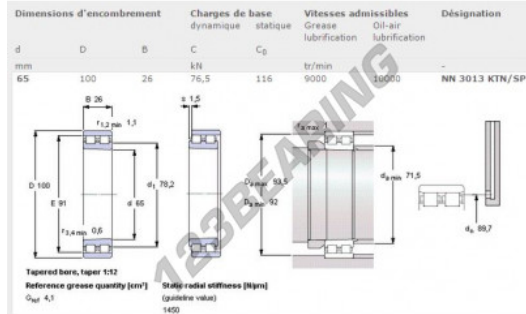 Dimensions d'encombrement Charges de base Vitesses admissibles Désignation
dynamique statique Grease lubrification Oil-air lubrification
d D B C C0
mm kN tr/min -
65 100 26 76,5 116 9000 10000 NN 3013 KTN/SP
B 26
r1,2 min 1,1
s 1,5
ra max 1
D 100
E 91
d 65
d1 78,2
r3,4 min 0,6
Da max 93,5
Da min 92
da min 71,5
dn 89,7
Tapered bore, taper 1:12
Reference grease quantity [cm³]
Gref 4,1
Static radial stiffness [N/µm]
(guideline value)
1450
123BEARING